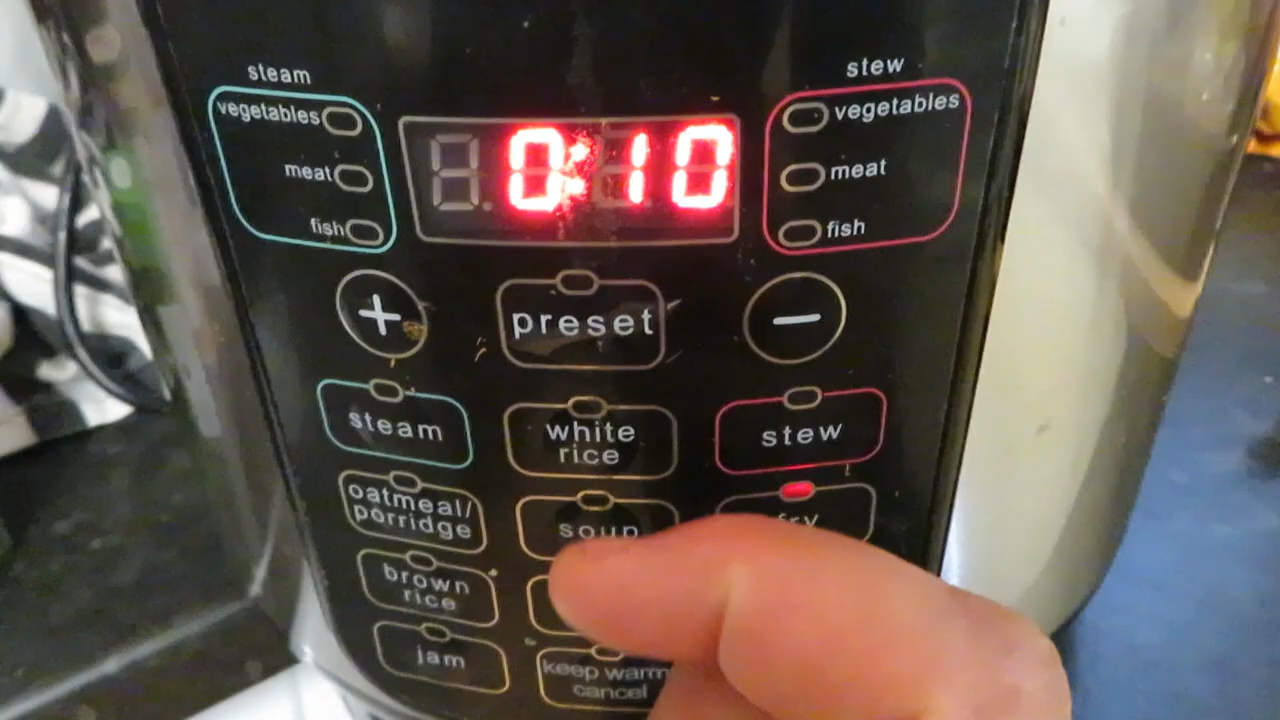 steam
stew
vegetables
0:10
vegetables
meat
meat
fish
fish
+
preset
−
steam
white
rice
stew
oatmeal/
porridge
soup
fry
brown
rice
jam
keep warm
cancel